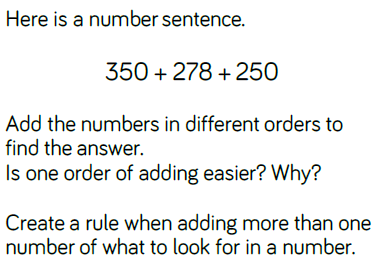 Here is a number sentence.
350 + 278 + 250
Add the numbers in different orders to
find the answer.
Is one order of adding easier? Why?
Create a rule when adding more than one
number of what to look for in a number.